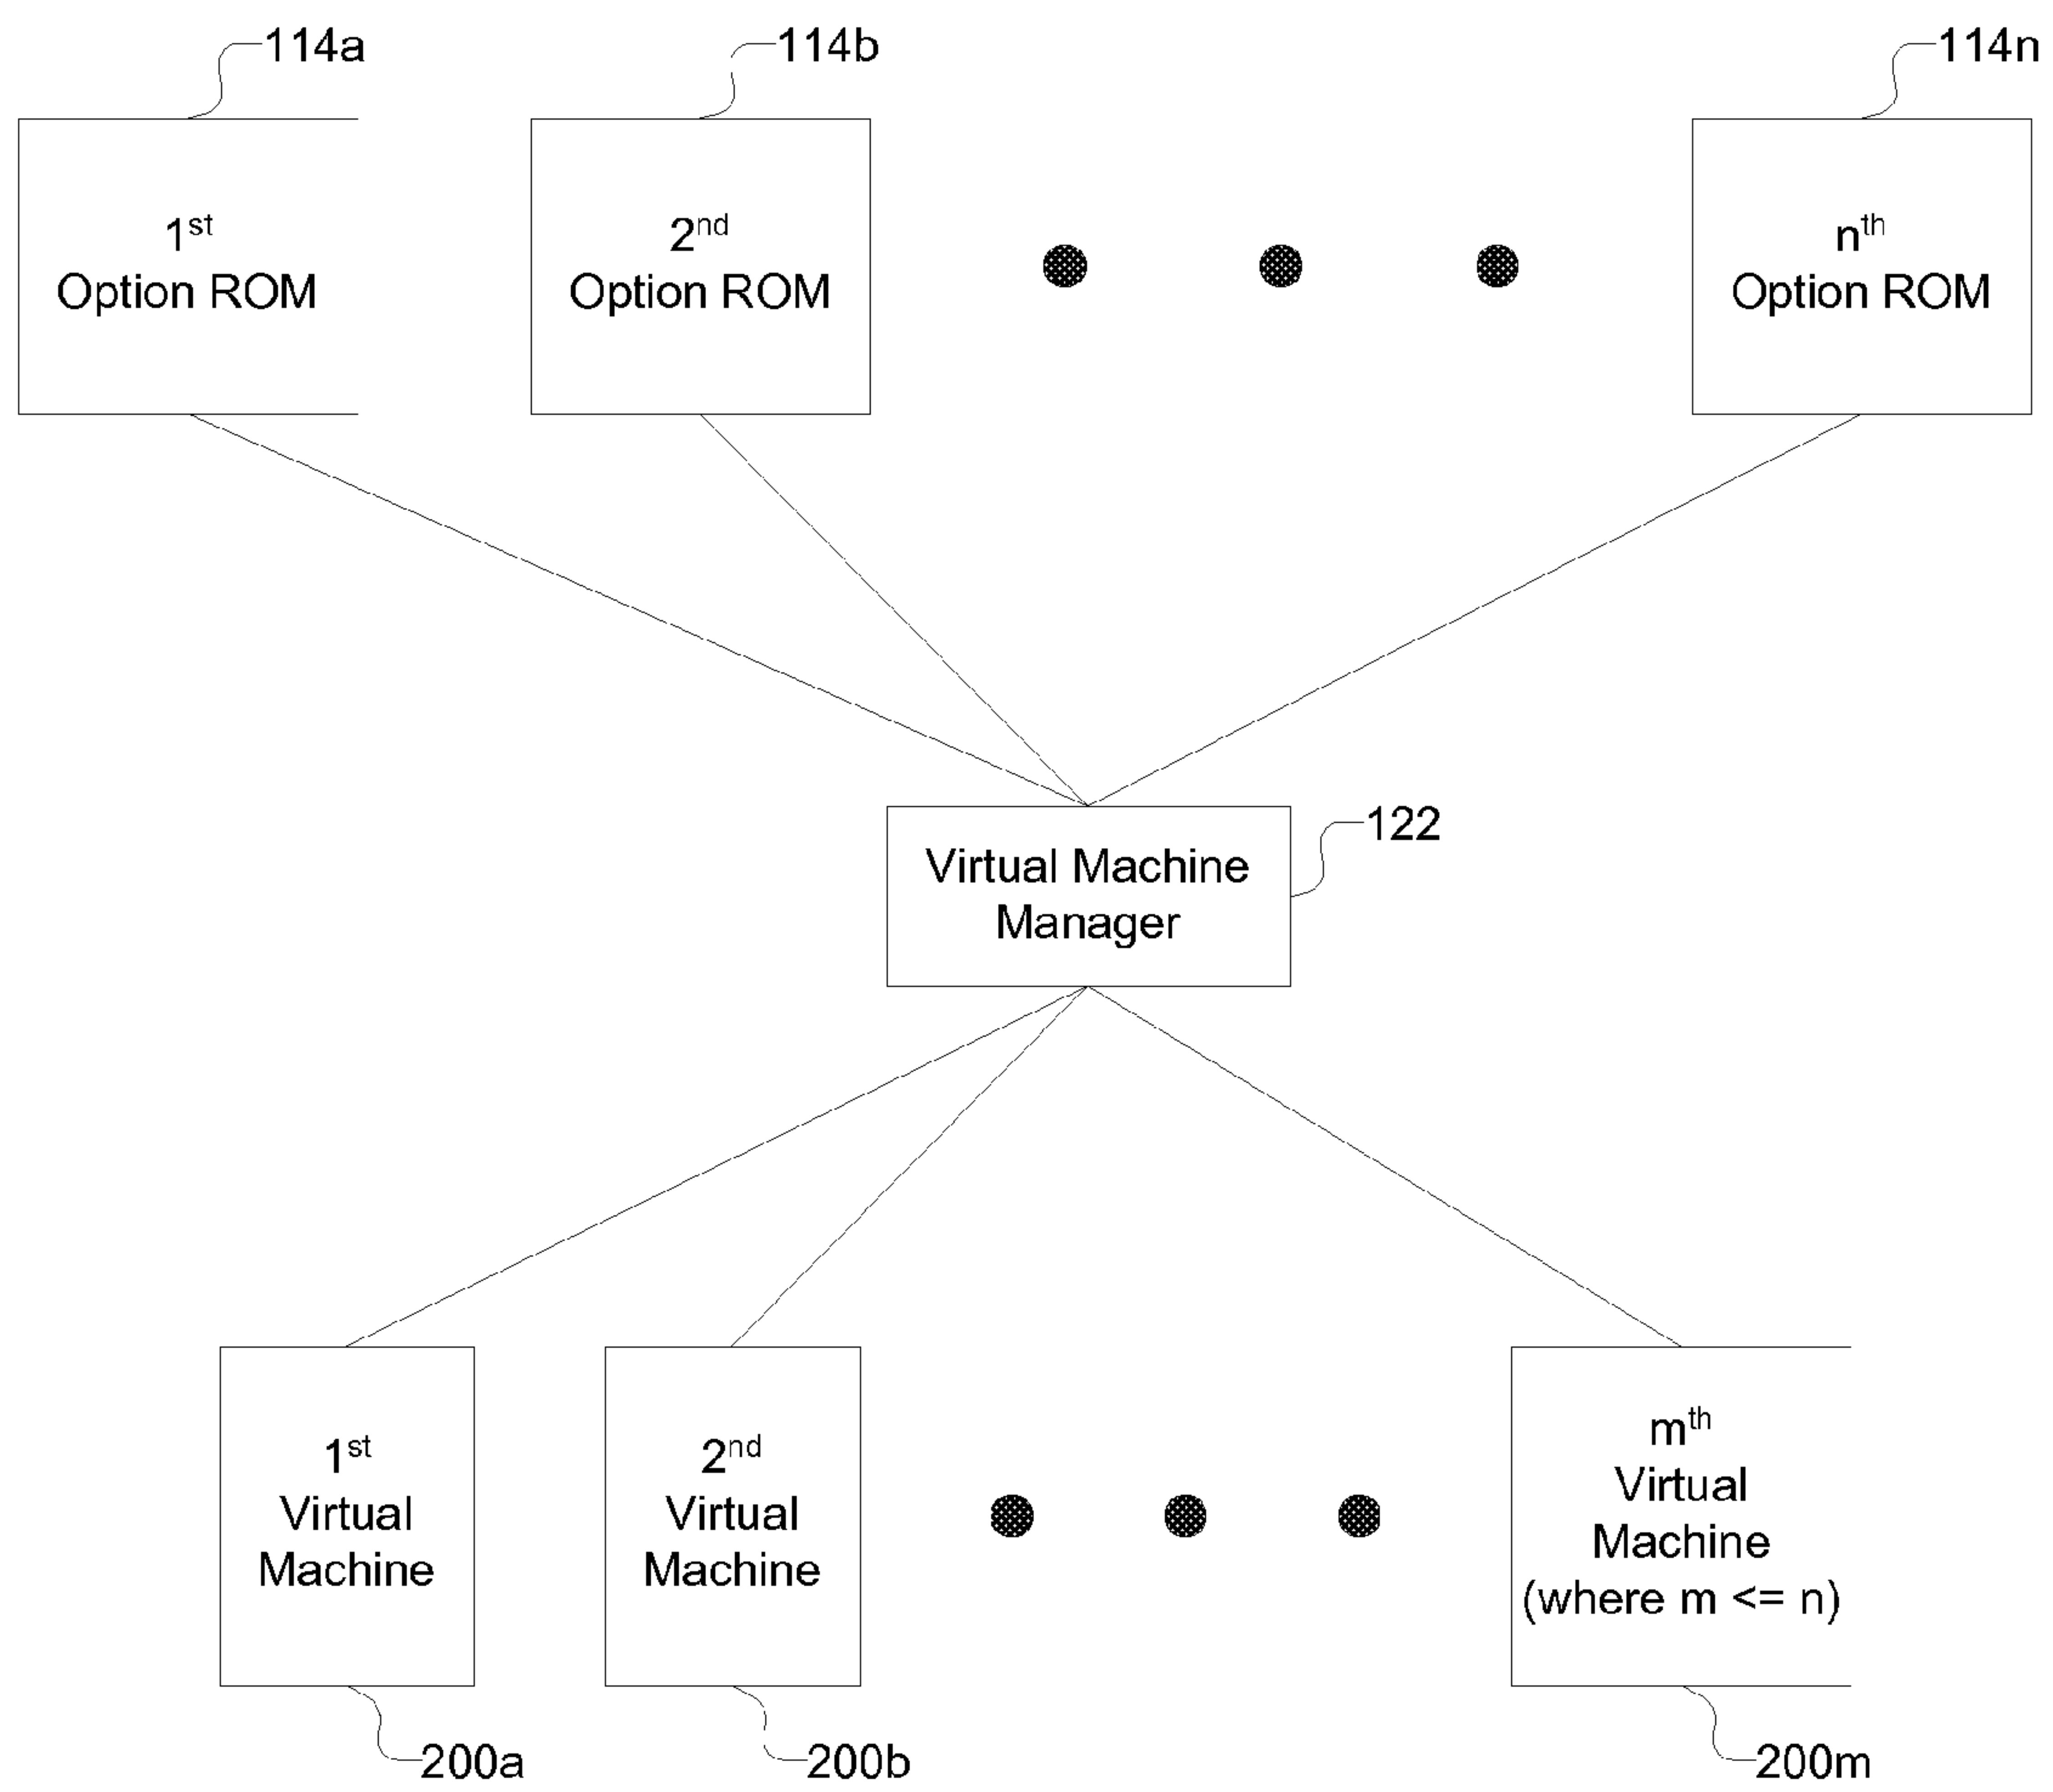 114a
114b
114n
1st
Option ROM
2nd
Option ROM
nth
Option ROM
122
Virtual Machine
Manager
1st
Virtual
Machine
2nd
Virtual
Machine
mth
Virtual
Machine
(where m <= n)
200a
200b
200m